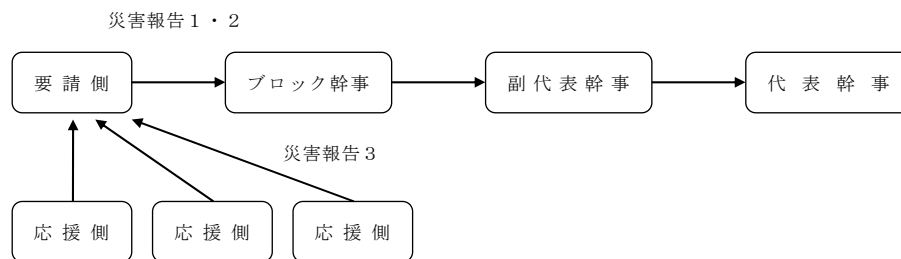 災害報告１・２
要請側
ブロック幹事
副代表幹事
代表幹事
災害報告３
応援側
応援側
応援側